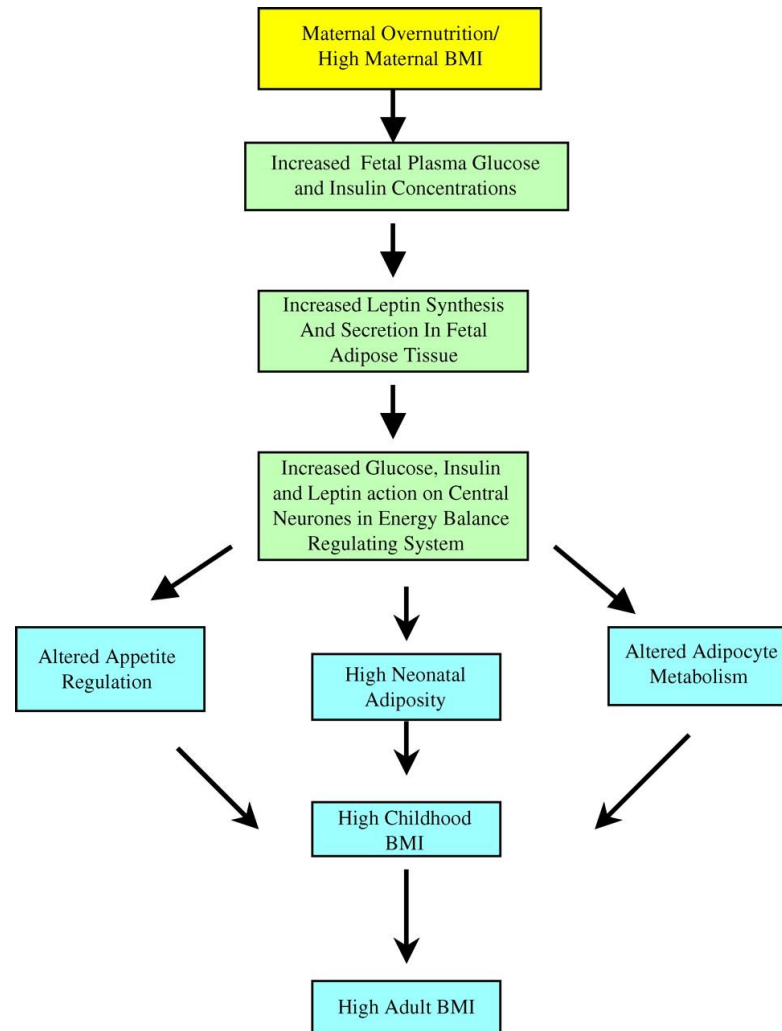 Maternal Overnutrition/
High Maternal BMI
Increased Fetal Plasma Glucose
and Insulin Concentrations
Increased Leptin Synthesis
And Secretion In Fetal
Adipose Tissue
Increased Glucose, Insulin
and Leptin action on Central
Neurones in Energy Balance
Regulating System
Altered Appetite
Regulation
High Neonatal
Adiposity
Altered Adipocyte
Metabolism
High Childhood
BMI
High Adult BMI